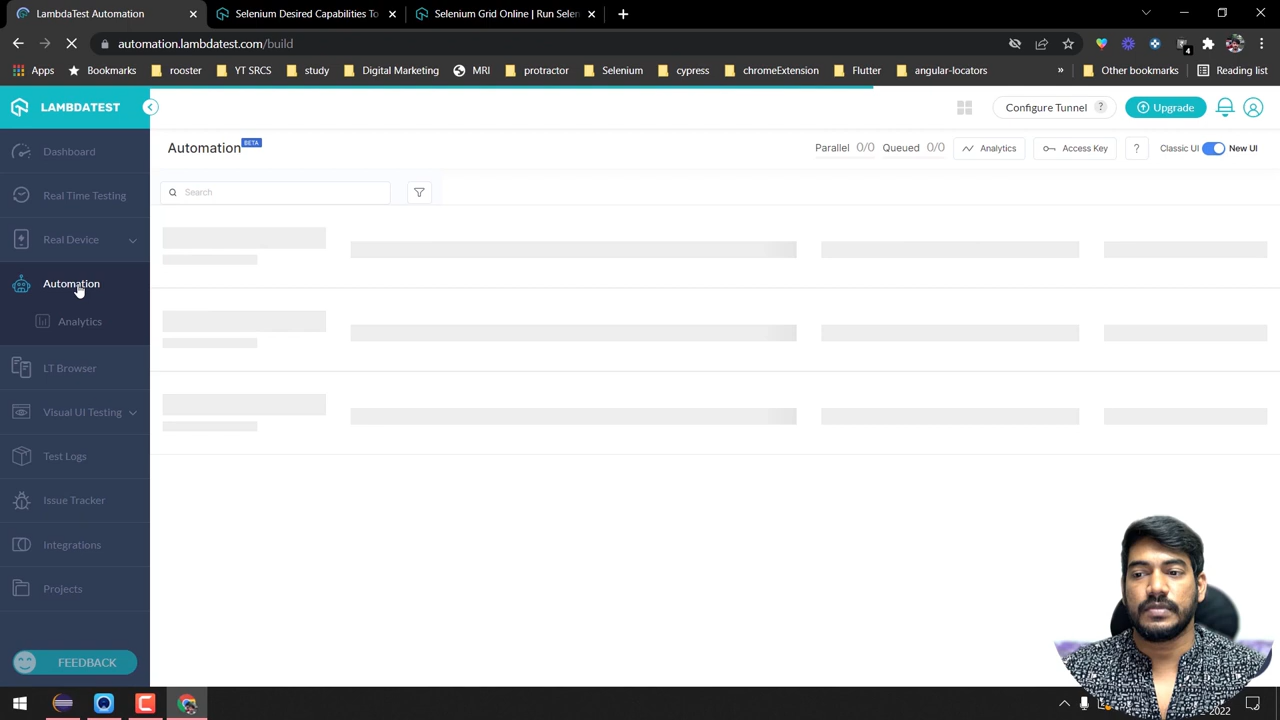 LambdaTest Automation
Selenium Desired Capabilities To
Selenium Grid Online | Run Selen
automation.lambdatest.com/build
4
Apps
Bookmarks
rooster
YT SRCS
study
Digital Marketing
MRI
protractor
Selenium
cypress
chromeExtension
Flutter
angular-locators
»
Other bookmarks
Reading list
LAMBDATEST
Configure Tunnel ?
Upgrade
Dashboard
Automation BETA
Parallel 0/0 Queued 0/0
Analytics
Access Key
?
Classic UI
New UI
Real Time Testing
Search
Real Device
Automation
Analytics
LT Browser
Visual UI Testing
Test Logs
Issue Tracker
Integrations
Projects
FEEDBACK
2022